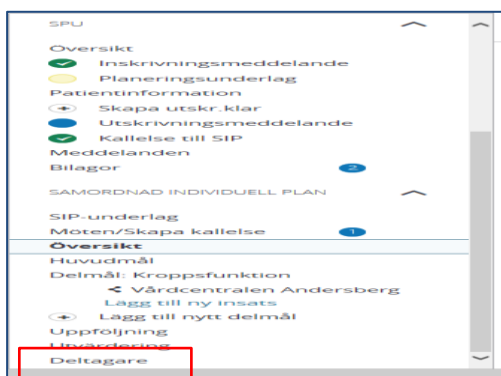 SPU
Översikt
Inskrivningsmeddelande
Planeringsunderlag
Patientinformation
Skapa utskr.klar
Utskrivningsmeddelande
Kallelse till SIP
Meddelanden
Bilagor 2
SAMORDNAD INDIVIDUELL PLAN
SIP-underlag
Möten/Skapa kallelse 1
Översikt
Huvudmål
Delmål: Kroppsfunktion
Vårdcentralen Andersberg
Lägg till ny insats
Lägg till nytt delmål
Uppföljning
Utvärdering
Deltagare